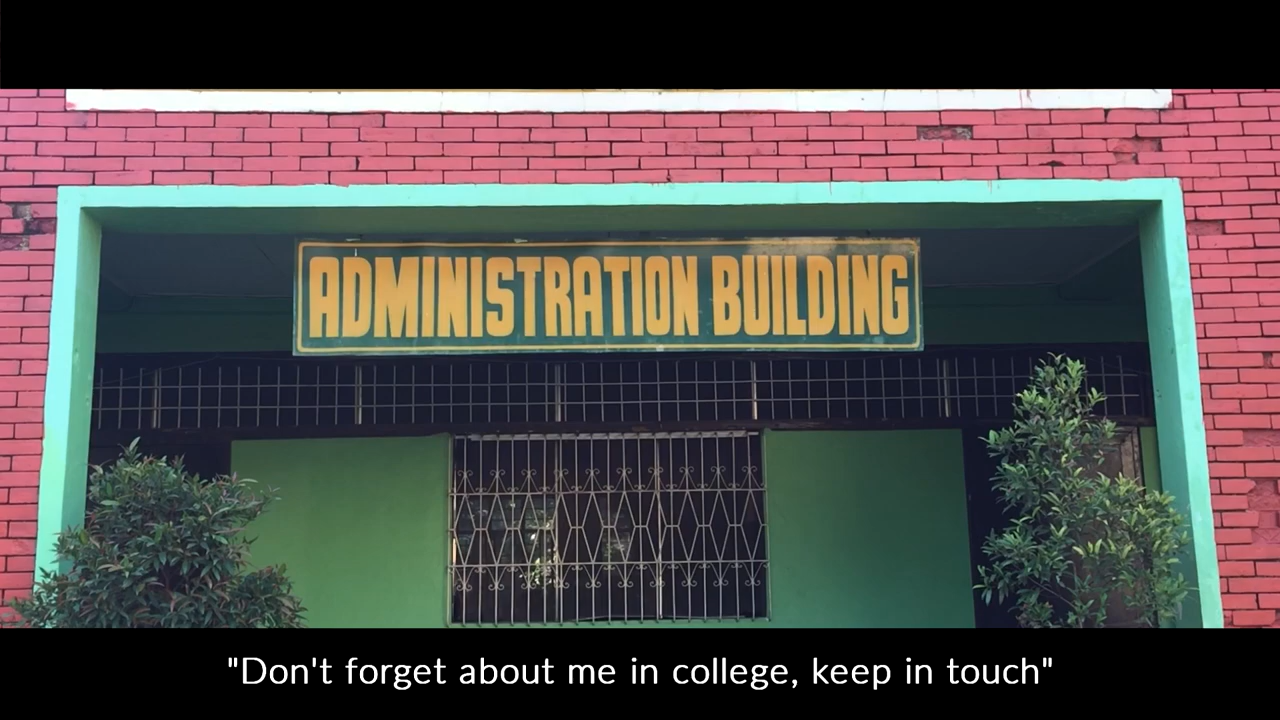 ADMINISTRATION BUILDING
"Don't forget about me in college, keep in touch"